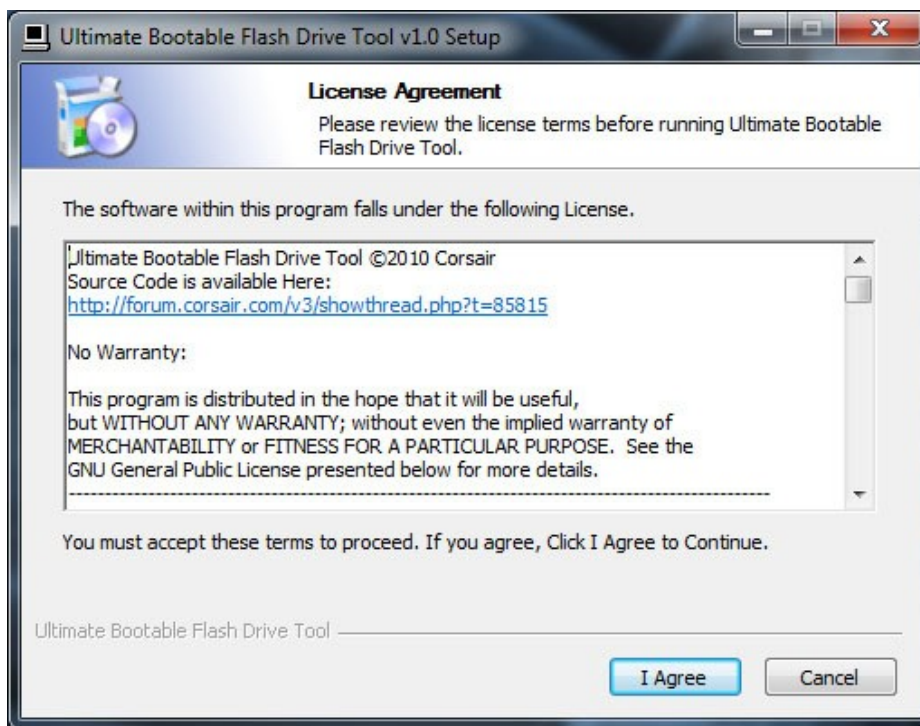 Ultimate Bootable Flash Drive Tool v1.0 Setup
License Agreement
Please review the license terms before running Ultimate Bootable
Flash Drive Tool.
The software within this program falls under the following License.
Ultimate Bootable Flash Drive Tool ©2010 Corsair
Source Code is available Here:
http://forum.corsair.com/v3/showthread.php?t=85815
No Warranty:
This program is distributed in the hope that it will be useful,
but WITHOUT ANY WARRANTY; without even the implied warranty of
MERCHANTABILITY or FITNESS FOR A PARTICULAR PURPOSE.  See the
GNU General Public License presented below for more details.
--------------------------------------------------------------------------------------------------
You must accept these terms to proceed. If you agree, Click I Agree to Continue.
Ultimate Bootable Flash Drive Tool
I Agree
Cancel